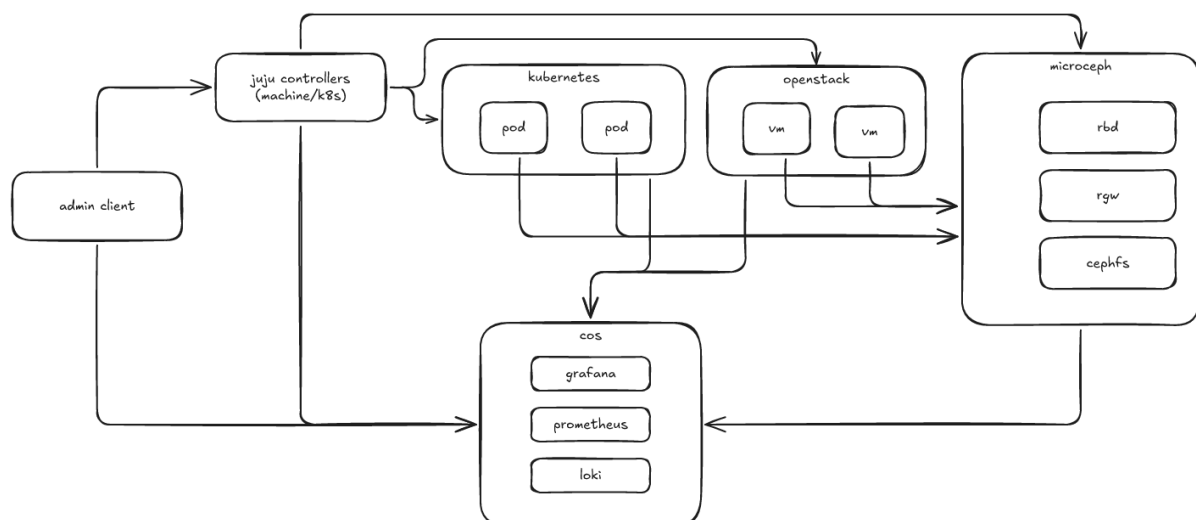 juju controllers
(machine/k8s)
kubernetes
openstack
microceph
pod
pod
vm
vm
rbd
rgw
cephfs
admin client
cos
grafana
prometheus
loki